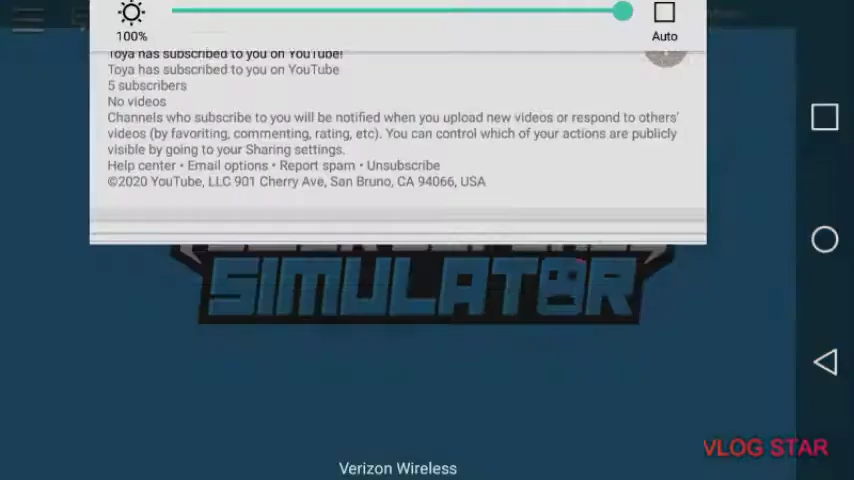 100%
Auto
Toya has subscribed to you on YouTube!
Toya has subscribed to you on YouTube
5 subscribers
No videos
Channels who subscribe to you will be notified when you upload new videos or respond to others'
videos (by favoriting, commenting, rating, etc). You can control which of your actions are publicly
visible by going to your Sharing settings.
Help center • Email options • Report spam • Unsubscribe
©2020 YouTube, LLC 901 Cherry Ave, San Bruno, CA 94066, USA
SIMULATOR
VLOG STAR
Verizon Wireless